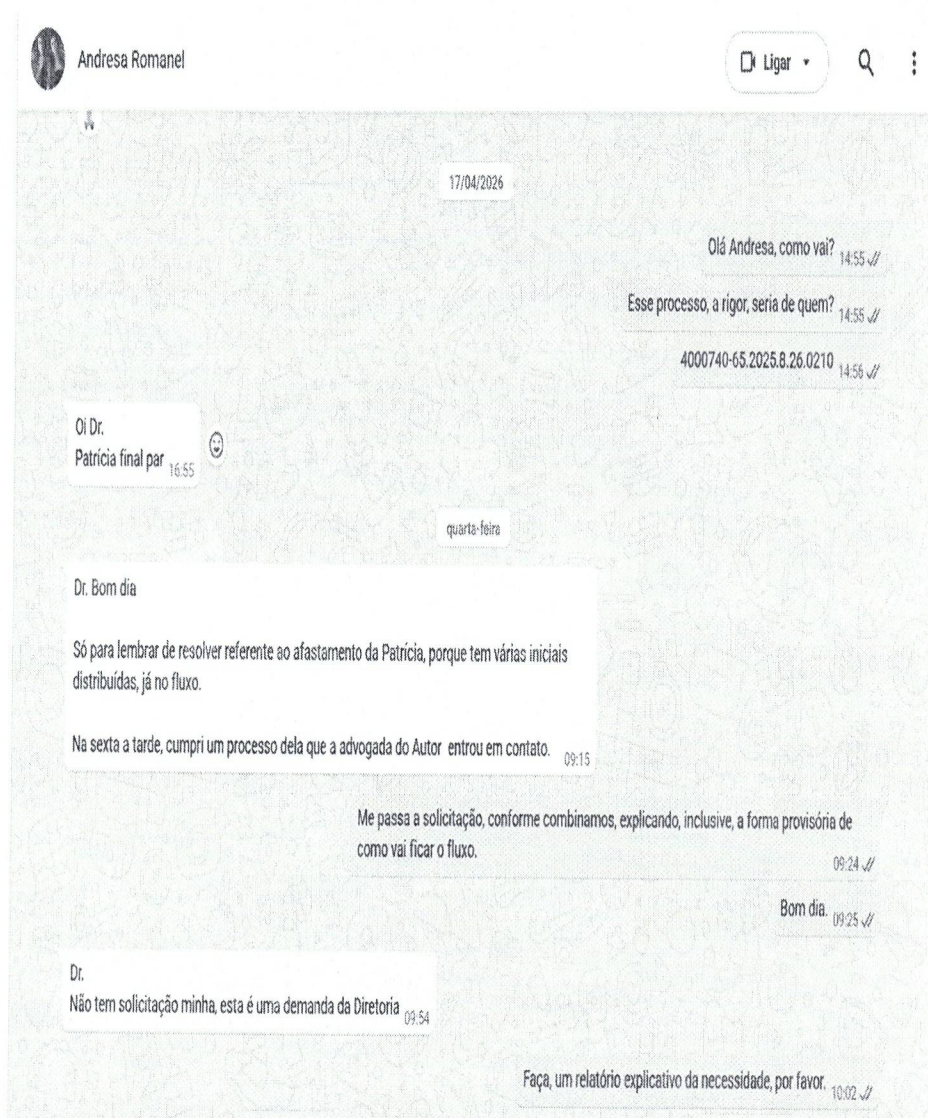 Andresa Romanel
Ligar
17/04/2026
Olá Andresa, como vai? 14:55
Esse processo, a rigor, seria de quem? 14:55
4000740-65.2025.8.26.0210 14:56
Oi Dr.
Patrícia final par 16:55
quarta-feira
Dr. Bom dia
Só para lembrar de resolver referente ao afastamento da Patrícia, porque tem várias iniciais
distribuídas, já no fluxo.
Na sexta a tarde, cumpri um processo dela que a advogada do Autor entrou em contato. 09:15
Me passa a solicitação, conforme combinamos, explicando, inclusive, a forma provisória de
como vai ficar o fluxo.
09:24
Bom dia. 09:25
Dr.
Não tem solicitação minha, esta é uma demanda da Diretoria 09:54
Faça, um relatório explicativo da necessidade, por favor. 10:02